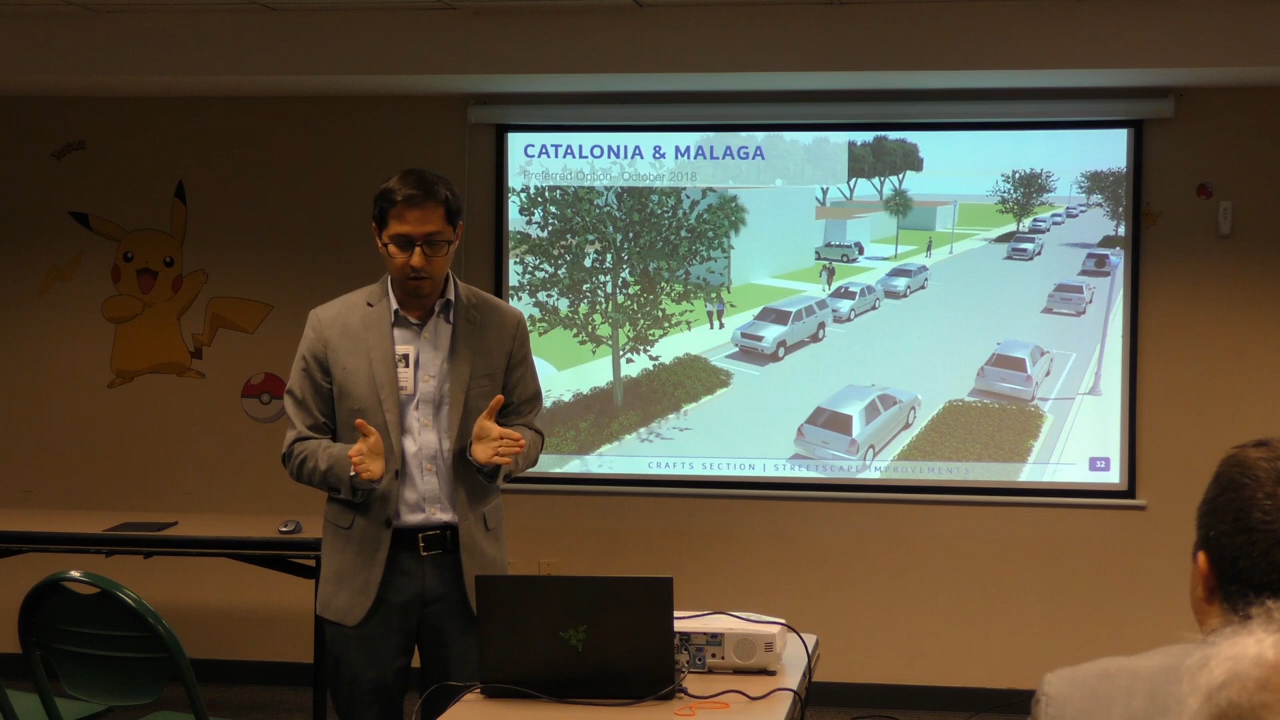 CATALONIA & MALAGA
Preferred Option - October 2018
CRAFTS SECTION | STREETSCAPE IMPROVEMENTS
32